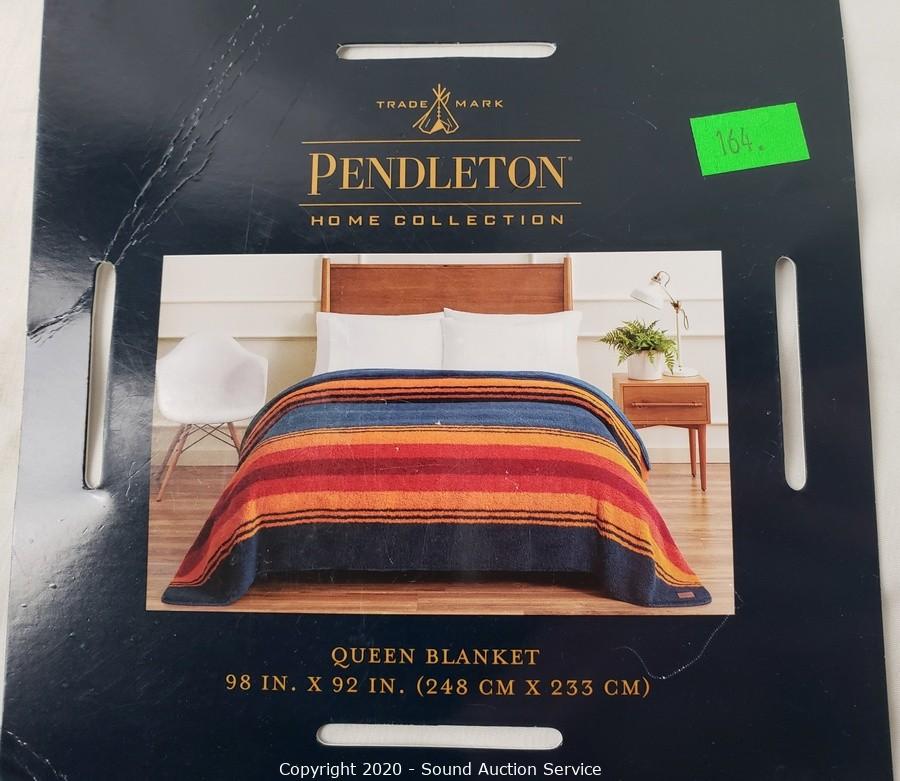 TRADE MARK
164.
PENDLETON®
HOME COLLECTION
QUEEN BLANKET
98 IN. X 92 IN. (248 CM X 233 CM)
Copyright 2020 - Sound Auction Service